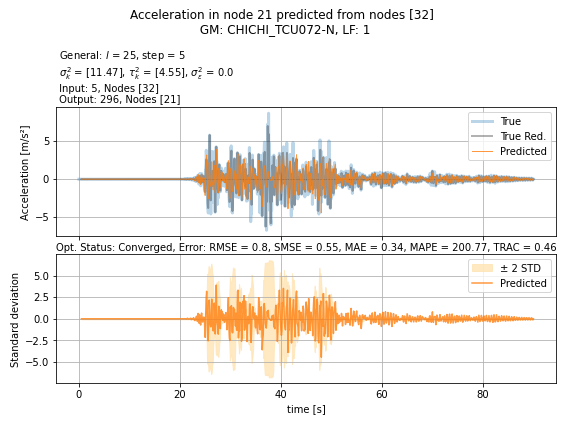 Acceleration in node 21 predicted from nodes [32]
GM: CHICHI_TCU072-N, LF: 1
General: l = 25, step = 5
σ²ₖ = [11.47], τ²ₖ = [4.55], σ²ε = 0.0
Input: 5, Nodes [32]
Output: 296, Nodes [21]
Acceleration [m/s²]
5
0
−5
True
True Red.
Predicted
Opt. Status: Converged, Error: RMSE = 0.8, SMSE = 0.55, MAE = 0.34, MAPE = 200.77, TRAC = 0.46
Standard deviation
5.0
2.5
0.0
−2.5
−5.0
± 2 STD
Predicted
0 20 40 60 80
time [s]